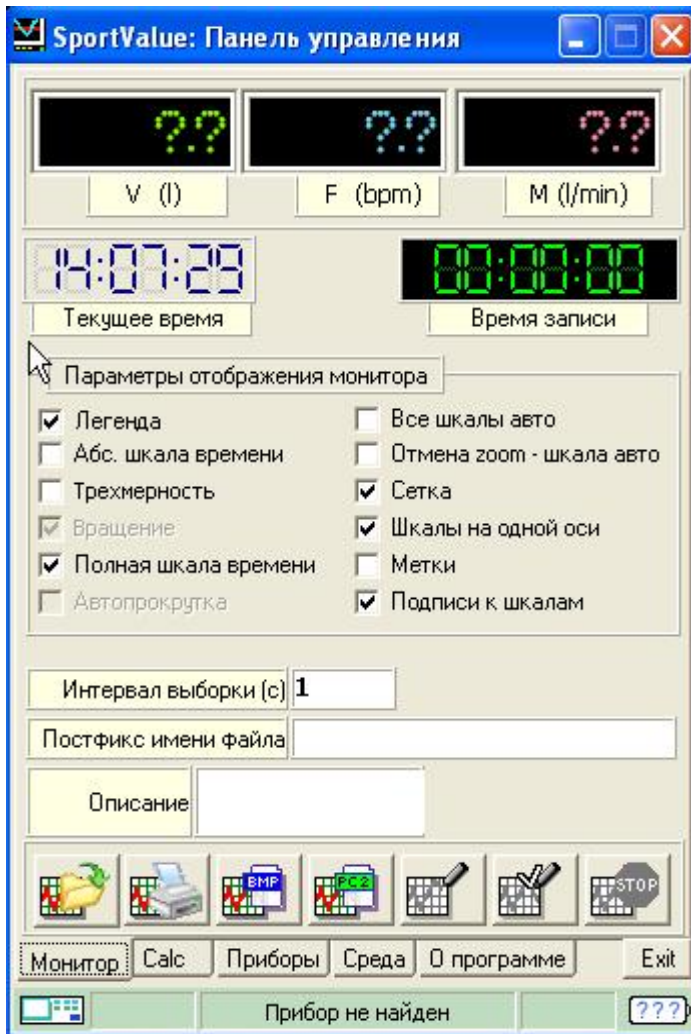 SportValue: Панель управления
?.? ?.? ?.?
V (l) F (bpm) M (l/min)
14:07:29 00:00:00
Текущее время Время записи
Параметры отображения монитора
Легенда Все шкалы авто
Абс. шкала времени Отмена zoom - шкала авто
Трехмерность Сетка
Вращение Шкалы на одной оси
Полная шкала времени Метки
Автопрокрутка Подписи к шкалам
Интервал выборки (с) 1
Постфикс имени файла
Описание
BMP PC2 STOP
Монитор Calc Приборы Среда О программе Exit
Прибор не найден ???